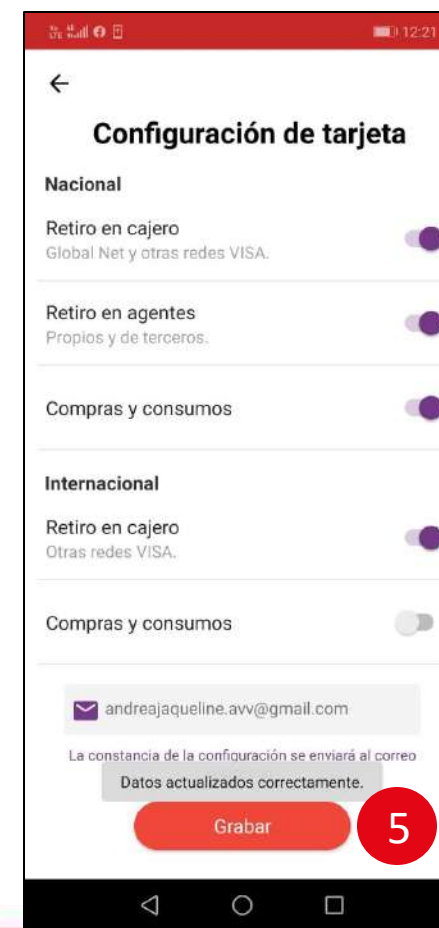 12:21
Configuración de tarjeta
Nacional
Retiro en cajero
Global Net y otras redes VISA.
Retiro en agentes
Propios y de terceros.
Compras y consumos
Internacional
Retiro en cajero
Otras redes VISA.
Compras y consumos
andreajaqueline.avv@gmail.com
La constancia de la configuración se enviará al correo
Datos actualizados correctamente.
Grabar
5